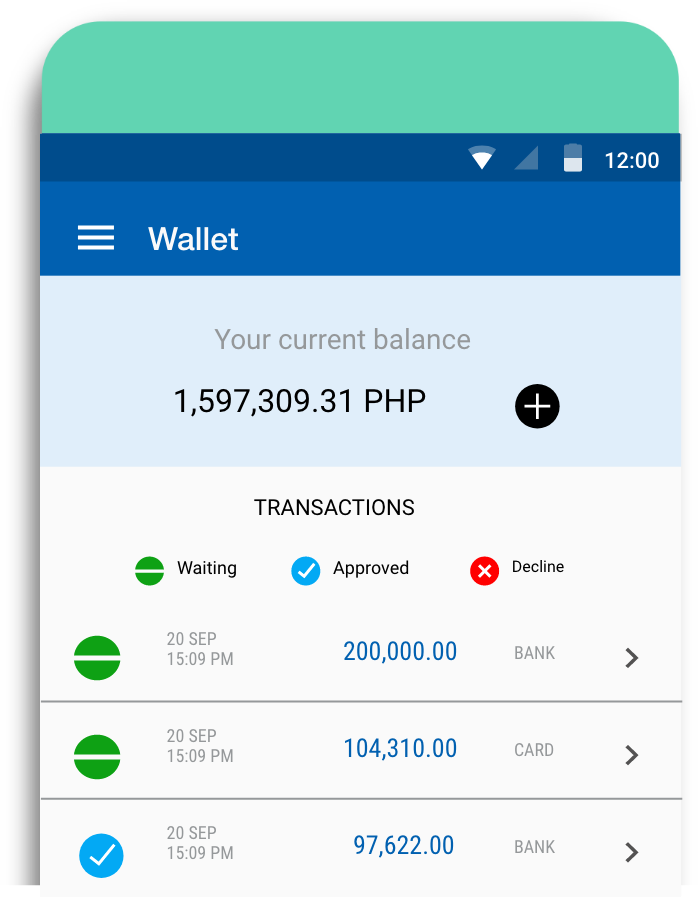 12:00
Wallet
Your current balance
1,597,309.31 PHP
TRANSACTIONS
Waiting Approved Decline
20 SEP
15:09 PM
200,000.00
BANK
20 SEP
15:09 PM
104,310.00
CARD
20 SEP
15:09 PM
97,622.00
BANK